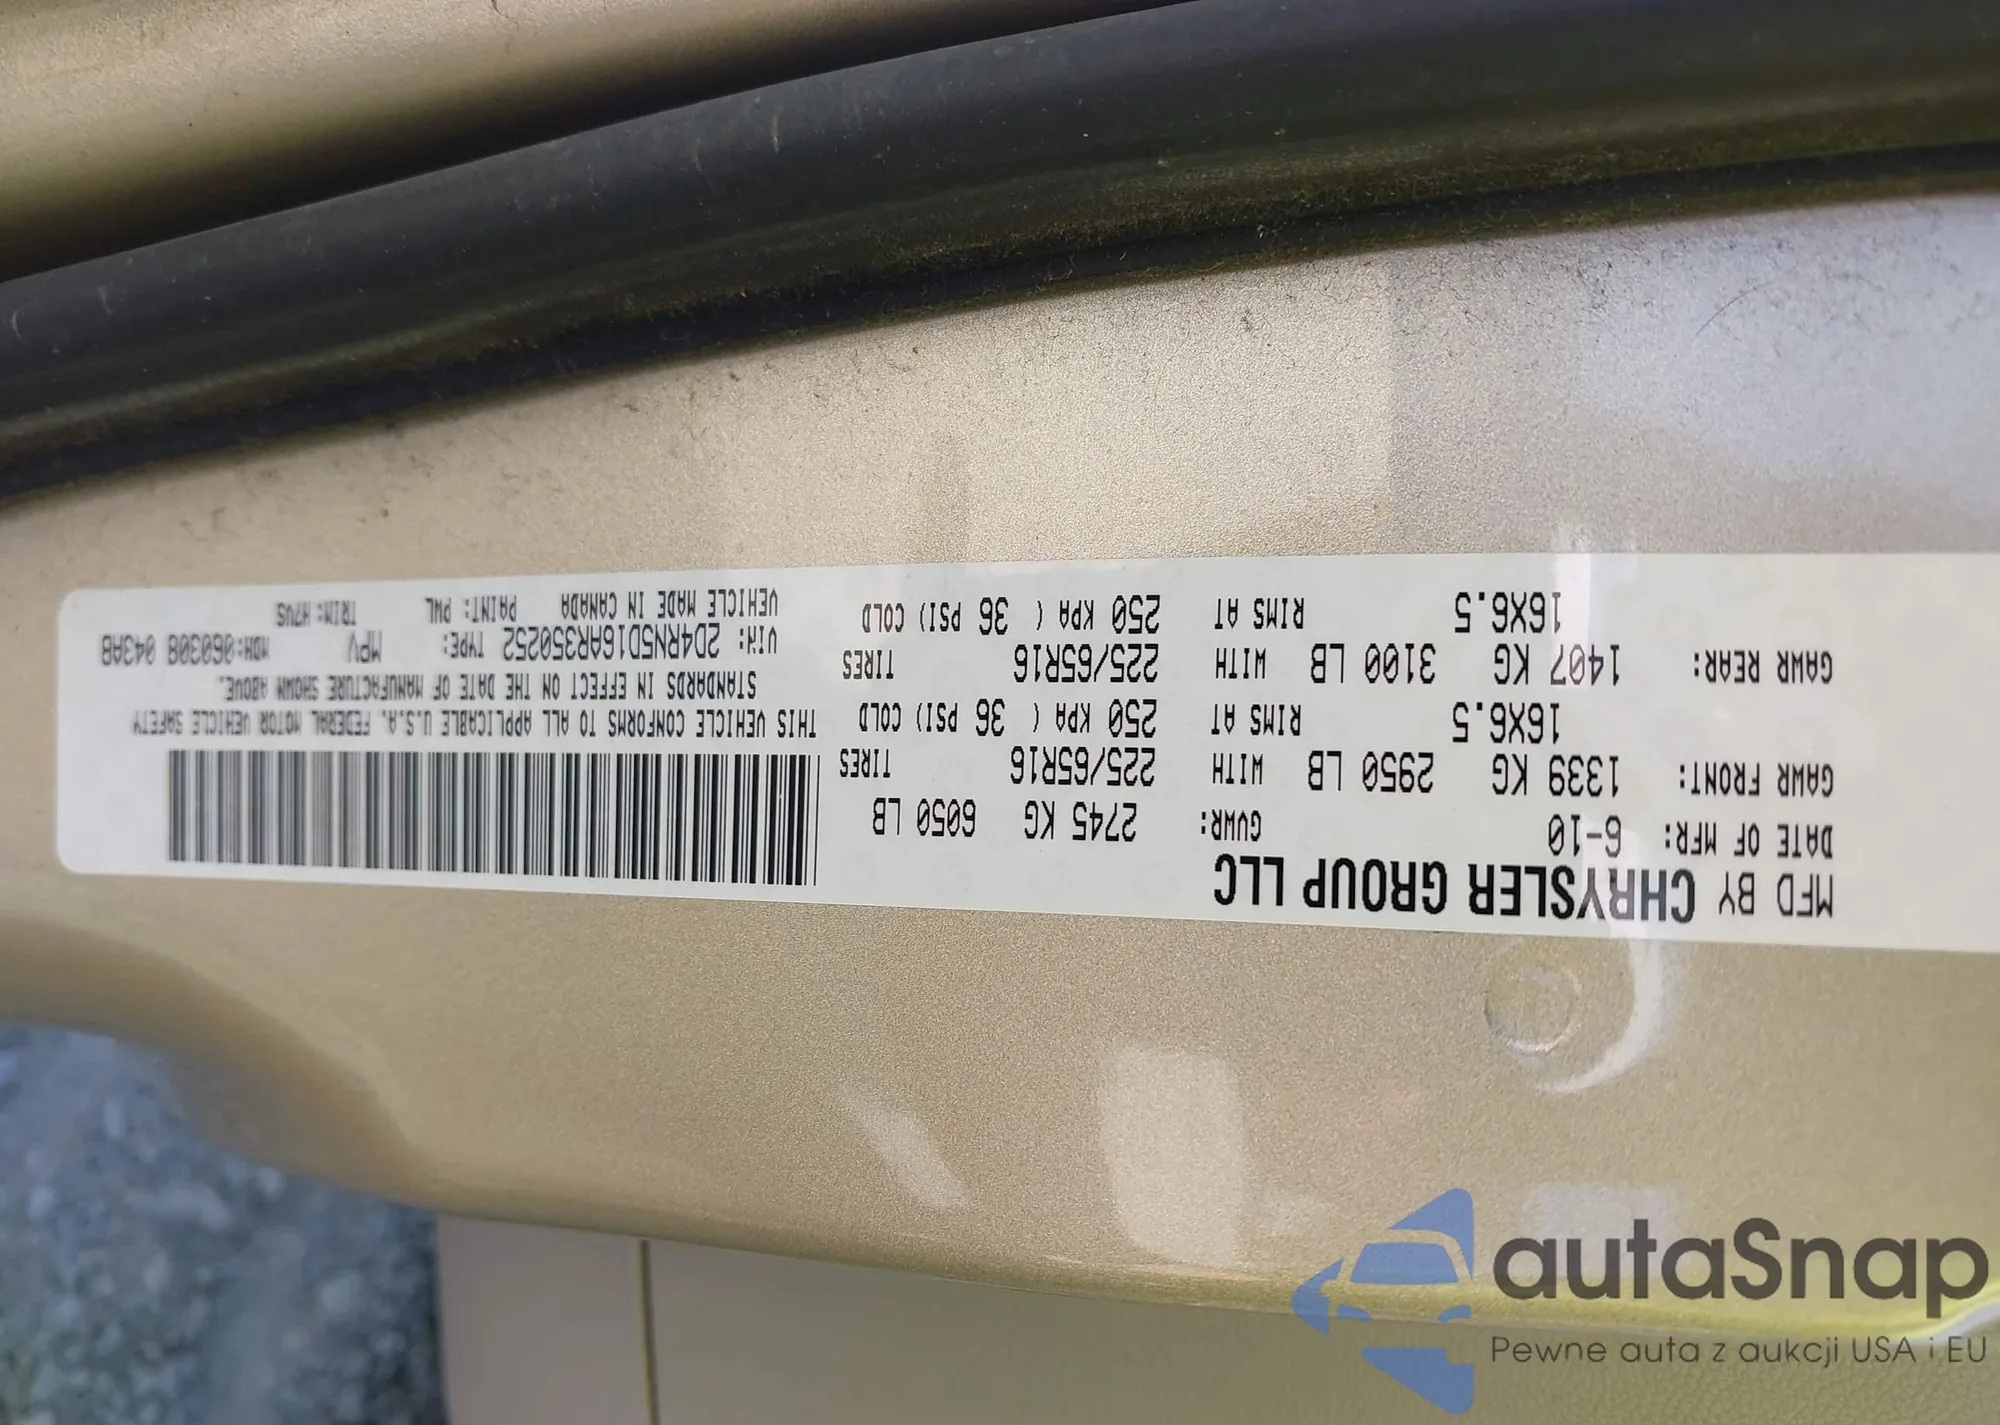 MFD BY CHRYSLER GROUP LLC
DATE OF MFR: 6-10 GVWR: 2745 KG 6050 LB
GAWR FRONT: 1339 KG 2950 LB WITH 225/65R16 TIRES
16X6.5 RIMS AT 250 KPA ( 36 PSI) COLD
GAWR REAR: 1407 KG 3100 LB WITH 225/65R16 TIRES
16X6.5 RIMS AT 250 KPA ( 36 PSI) COLD
THIS VEHICLE CONFORMS TO ALL APPLICABLE U.S.A. FEDERAL MOTOR VEHICLE SAFETY
STANDARDS IN EFFECT ON THE DATE OF MANUFACTURE SHOWN ABOVE.
VIN: 2D4RN5D16AR350252 TYPE: MPV MDH: 060308 043AB
VEHICLE MADE IN CANADA PAINT: PWL TRIM: H7US
autaSnap
Pewne auta z aukcji USA i EU